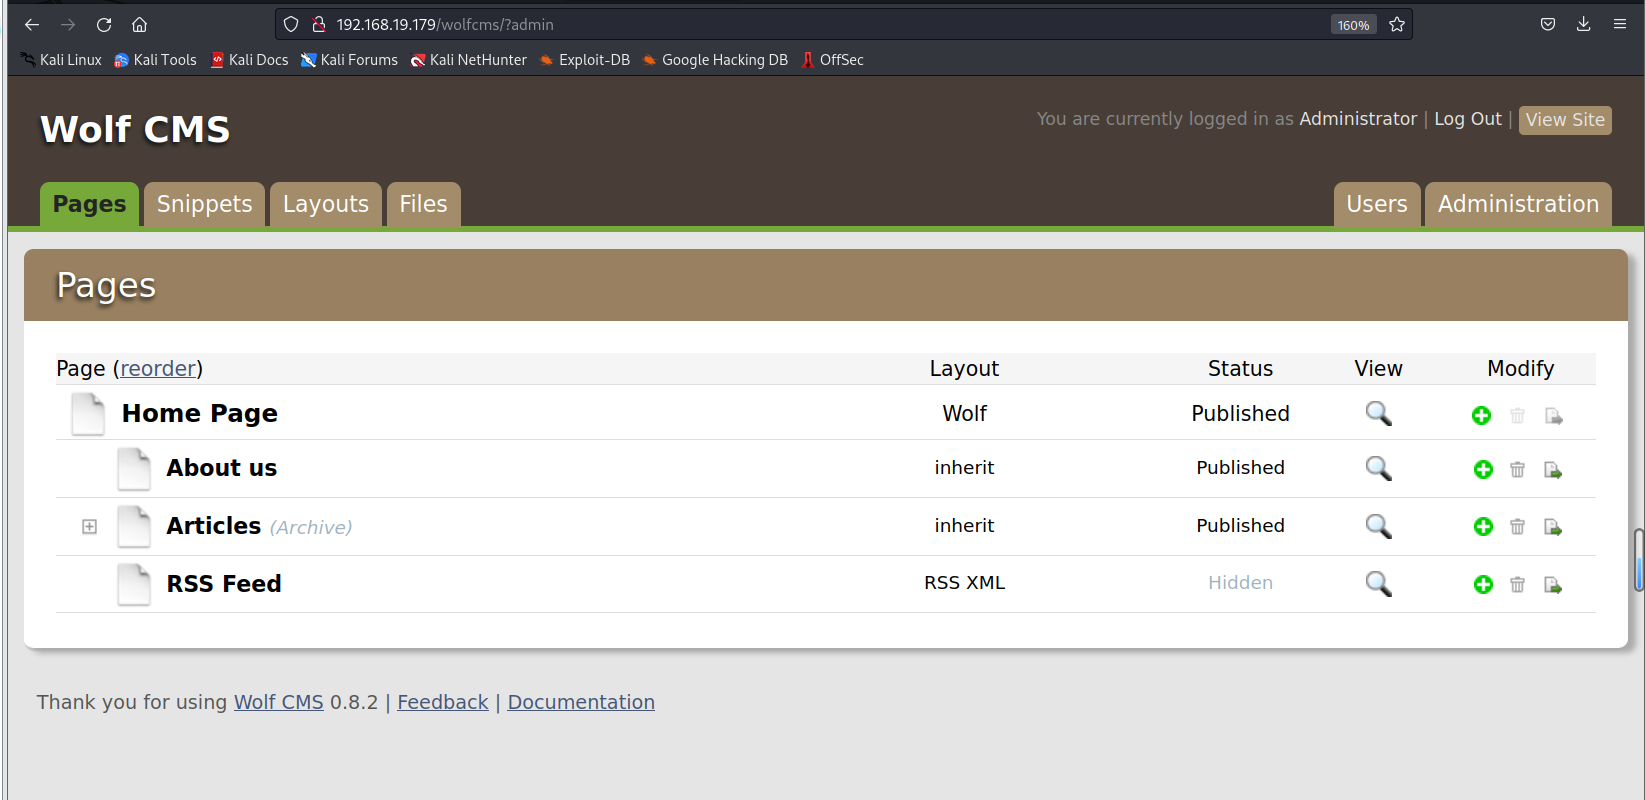 192.168.19.179/wolfcms/?admin 160%
Kali Linux Kali Tools Kali Docs Kali Forums Kali NetHunter Exploit-DB Google Hacking DB OffSec
Wolf CMS
You are currently logged in as Administrator | Log Out | View Site
Pages Snippets Layouts Files Users Administration
Pages
Page (reorder) Layout Status View Modify
Home Page Wolf Published
About us inherit Published
Articles (Archive) inherit Published
RSS Feed RSS XML Hidden
Thank you for using Wolf CMS 0.8.2 | Feedback | Documentation